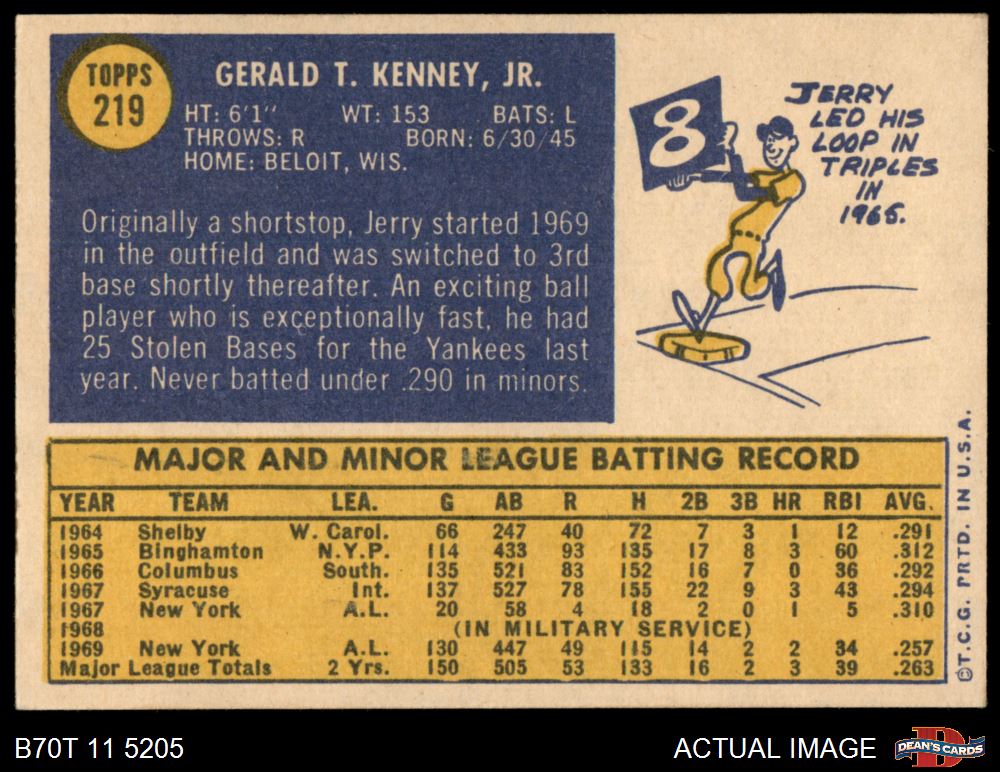 TOPPS
219
GERALD T. KENNEY, JR.
HT: 6'1" WT: 153 BATS: L
THROWS: R BORN: 6/30/45
HOME: BELOIT, WIS.
Originally a shortstop, Jerry started 1969
in the outfield and was switched to 3rd
base shortly thereafter. An exciting ball
player who is exceptionally fast, he had
25 Stolen Bases for the Yankees last
year. Never batted under .290 in minors.
8
JERRY
LED HIS
LOOP IN
TRIPLES
IN
1965.
MAJOR AND MINOR LEAGUE BATTING RECORD
YEAR TEAM LEA. G AB R H 2B 3B HR RBI AVG.
1964 Shelby W. Carol. 66 247 40 72 7 3 1 12 .291
1965 Binghamton N.Y.P. 114 433 93 135 17 8 3 60 .312
1966 Columbus South. 135 521 83 152 16 7 0 36 .292
1967 Syracuse Int. 137 527 78 155 22 9 3 43 .294
1967 New York A.L. 20 58 4 18 2 0 1 5 .310
1968 (IN MILITARY SERVICE)
1969 New York A.L. 130 447 49 115 14 2 2 34 .257
Major League Totals 2 Yrs. 150 505 53 133 16 2 3 39 .263
©T.C.G. PRTD. IN U.S.A.
B70T 11 5205
ACTUAL IMAGE
D
DEAN'S CARDS